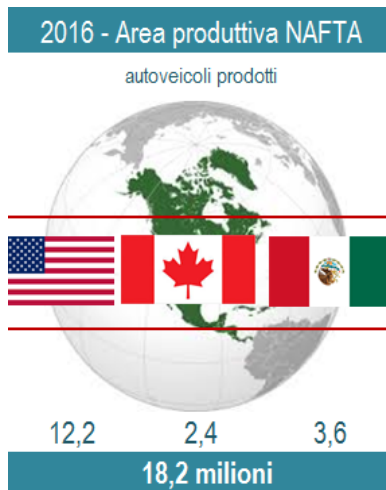 2016 - Area produttiva NAFTA
autoveicoli prodotti
12,2 2,4 3,6
18,2 milioni